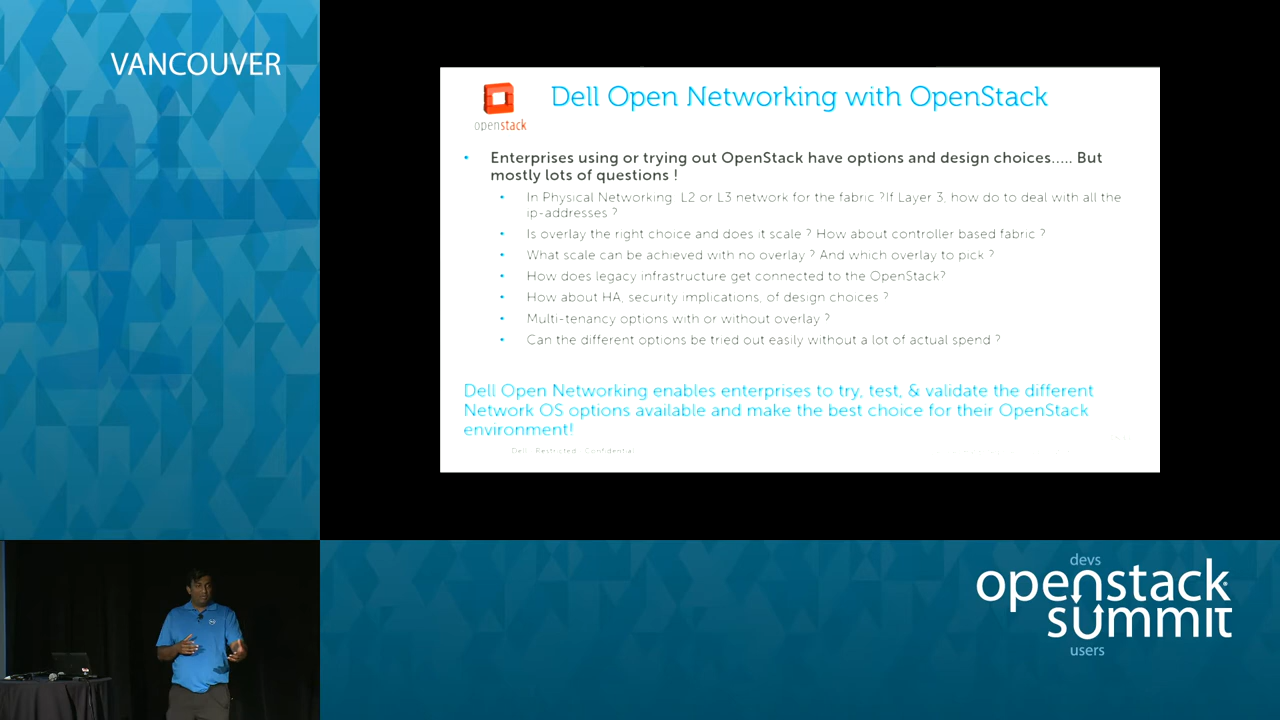 VANCOUVER
openstack
Dell Open Networking with OpenStack
• Enterprises using or trying out OpenStack have options and design choices..... But
mostly lots of questions !
• In Physical Networking L2 or L3 network for the fabric ?If Layer 3, how do to deal with all the
ip-addresses ?
• Is overlay the right choice and does it scale ? How about controller based fabric ?
• What scale can be achieved with no overlay ? And which overlay to pick ?
• How does legacy infrastructure get connected to the OpenStack?
• How about HA, security implications, of design choices ?
• Multi-tenancy options with or without overlay ?
• Can the different options be tried out easily without a lot of actual spend ?
Dell Open Networking enables enterprises to try, test, & validate the different
Network OS options available and make the best choice for their OpenStack
environment!
Dell Restricted Confidential
devs
openstack
summit
users